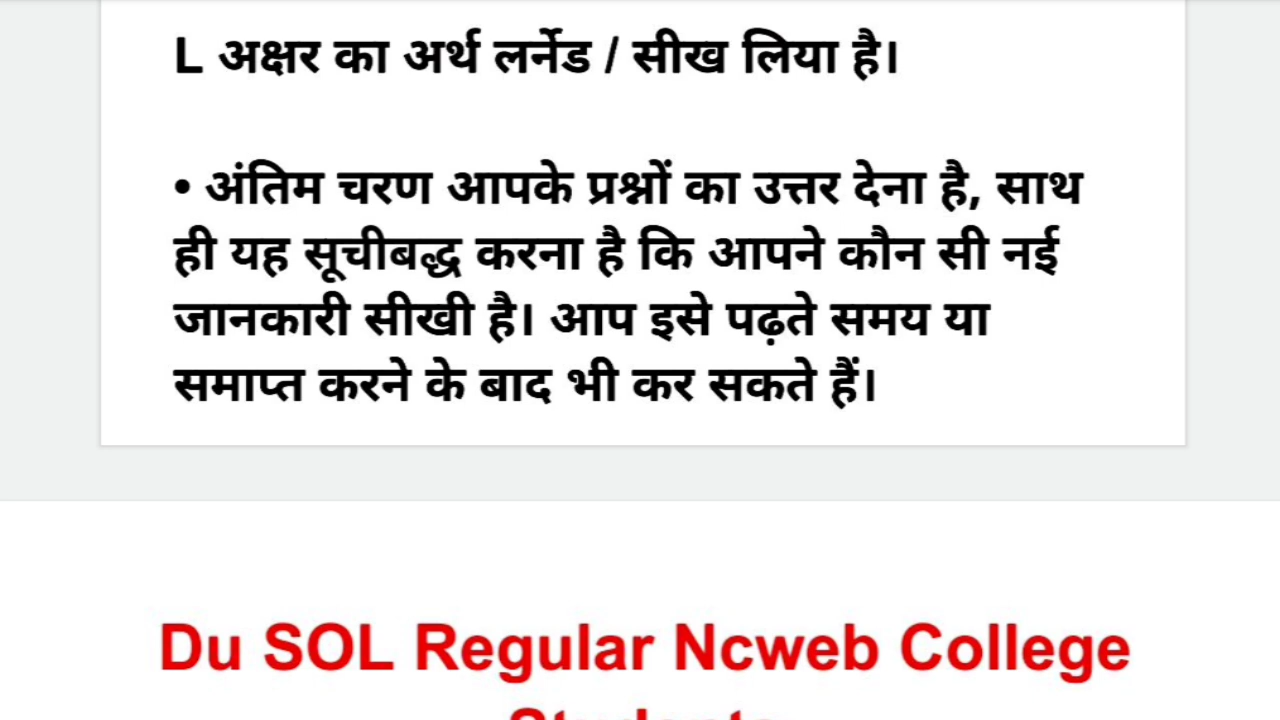 L अक्षर का अर्थ लर्नेड / सीख लिया है।
• अंतिम चरण आपके प्रश्नों का उत्तर देना है, साथ
ही यह सूचीबद्ध करना है कि आपने कौन सी नई
जानकारी सीखी है। आप इसे पढ़ते समय या
समाप्त करने के बाद भी कर सकते हैं।
Du SOL Regular Ncweb College